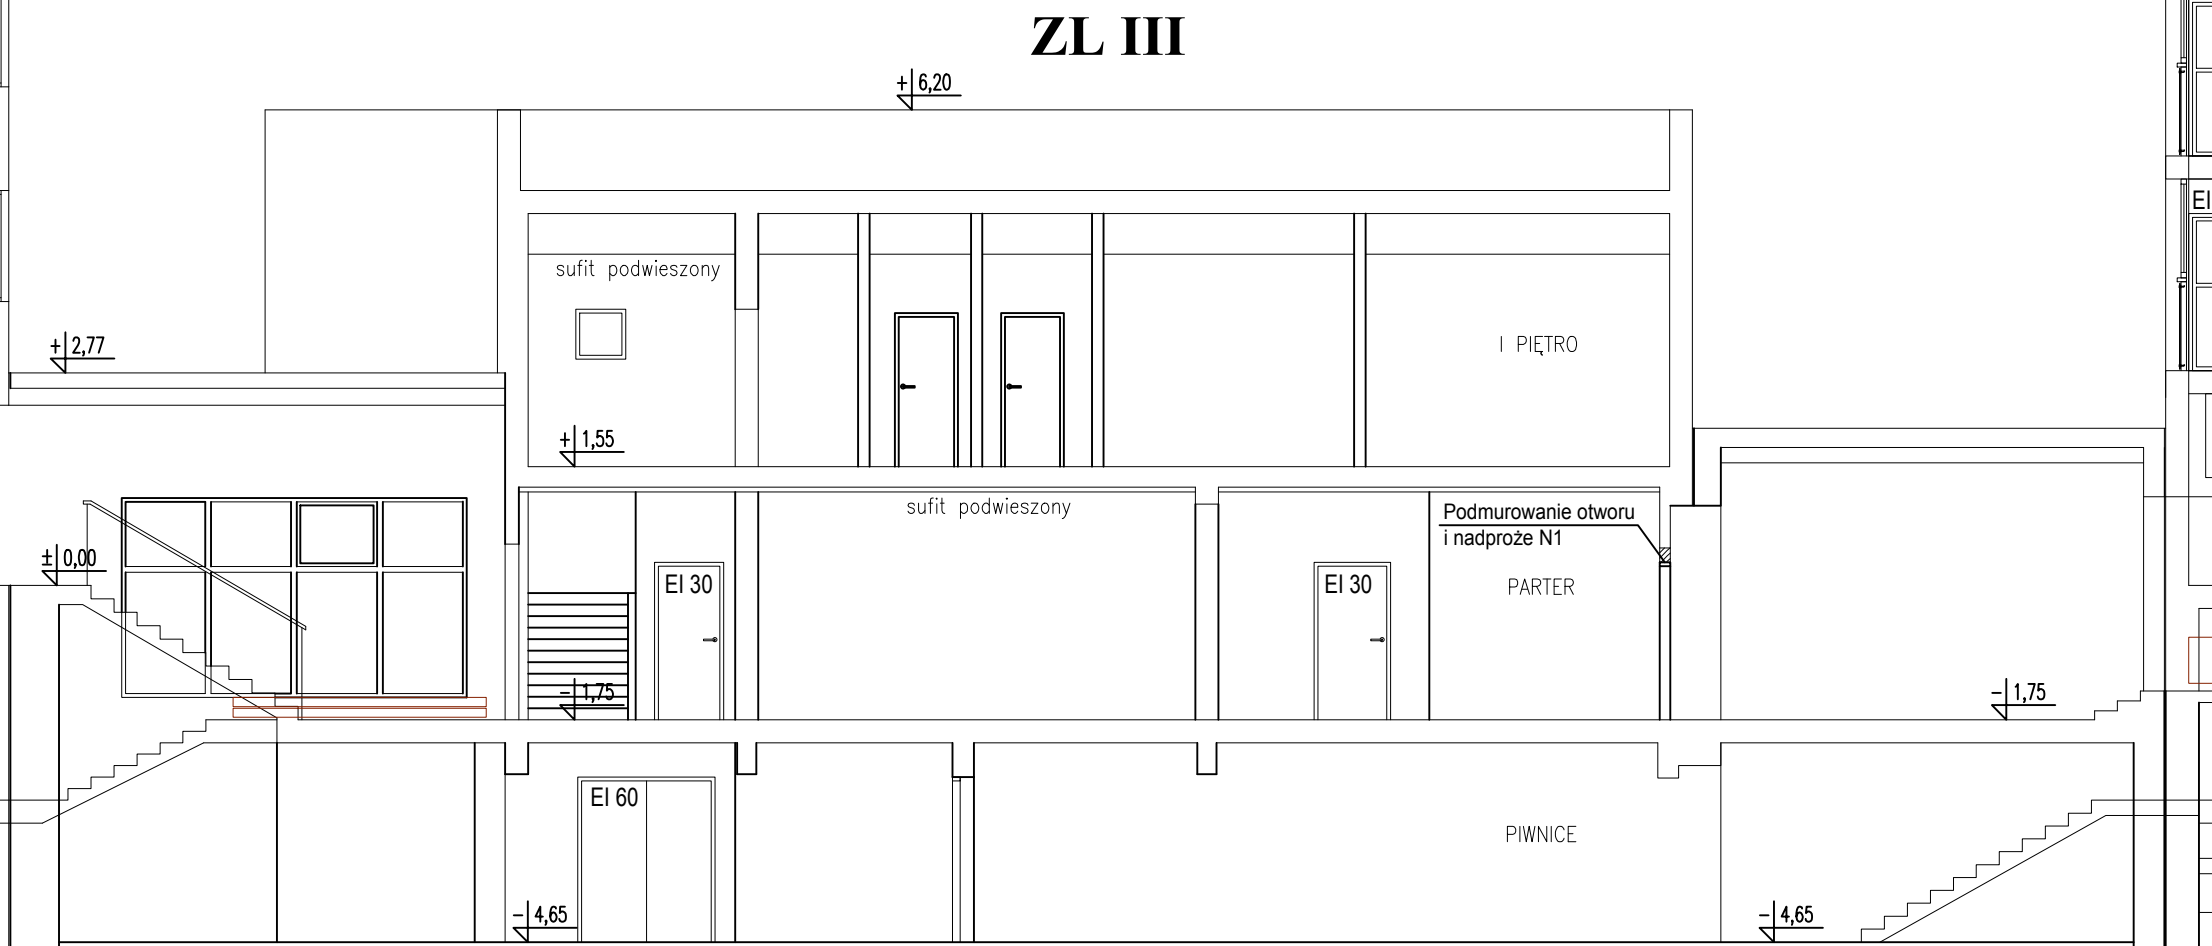 ZL III
+ 6,20
EI
sufit podwieszony
+ 2,77
I PIĘTRO
+ 1,55
sufit podwieszony
Podmurowanie otworu
i nadproże N1
± 0,00
EI 30
EI 30
PARTER
- 1,75
- 1,75
EI 60
PIWNICE
- 4,65
- 4,65